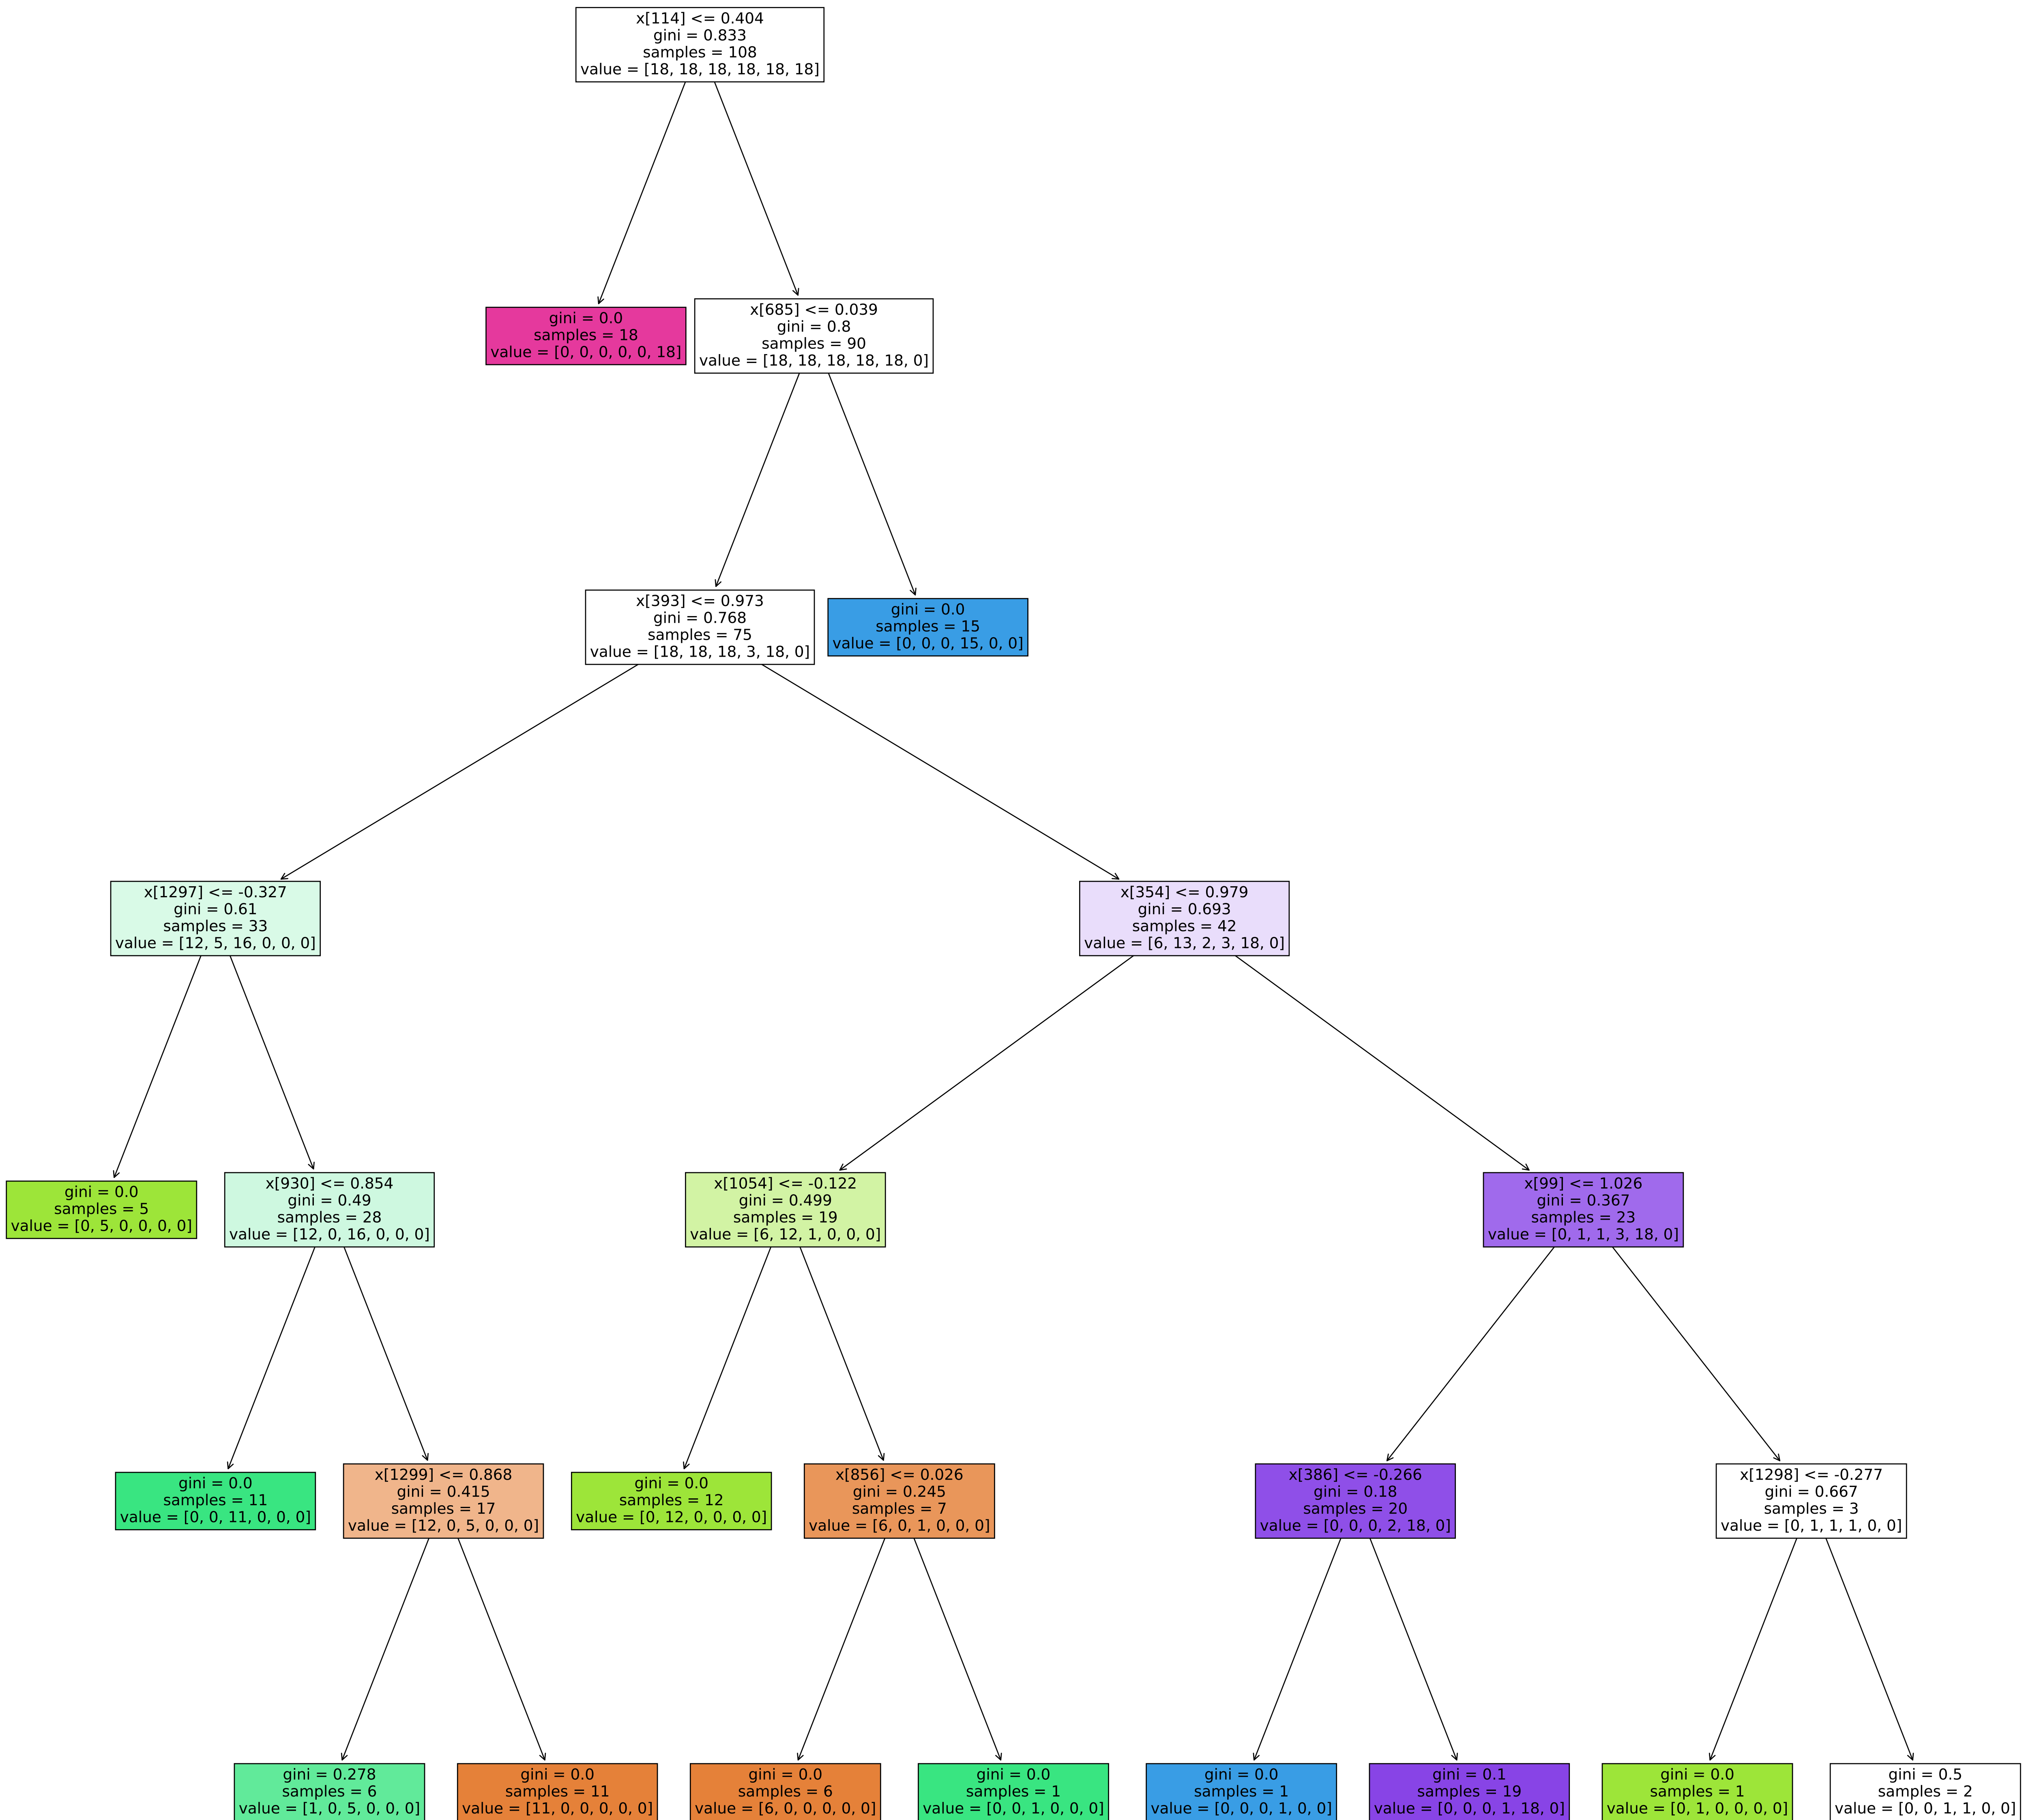 x[114] <= 0.404
gini = 0.833
samples = 108
value = [18, 18, 18, 18, 18, 18]
gini = 0.0
samples = 18
value = [0, 0, 0, 0, 0, 18]
x[685] <= 0.039
gini = 0.8
samples = 90
value = [18, 18, 18, 18, 18, 0]
x[393] <= 0.973
gini = 0.768
samples = 75
value = [18, 18, 18, 3, 18, 0]
gini = 0.0
samples = 15
value = [0, 0, 0, 15, 0, 0]
x[1297] <= -0.327
gini = 0.61
samples = 33
value = [12, 5, 16, 0, 0, 0]
x[354] <= 0.979
gini = 0.693
samples = 42
value = [6, 13, 2, 3, 18, 0]
gini = 0.0
samples = 5
value = [0, 5, 0, 0, 0, 0]
x[930] <= 0.854
gini = 0.49
samples = 28
value = [12, 0, 16, 0, 0, 0]
x[1054] <= -0.122
gini = 0.499
samples = 19
value = [6, 12, 1, 0, 0, 0]
x[99] <= 1.026
gini = 0.367
samples = 23
value = [0, 1, 1, 3, 18, 0]
gini = 0.0
samples = 11
value = [0, 0, 11, 0, 0, 0]
x[1299] <= 0.868
gini = 0.415
samples = 17
value = [12, 0, 5, 0, 0, 0]
gini = 0.0
samples = 12
value = [0, 12, 0, 0, 0, 0]
x[856] <= 0.026
gini = 0.245
samples = 7
value = [6, 0, 1, 0, 0, 0]
x[386] <= -0.266
gini = 0.18
samples = 20
value = [0, 0, 0, 2, 18, 0]
x[1298] <= -0.277
gini = 0.667
samples = 3
value = [0, 1, 1, 1, 0, 0]
gini = 0.278
samples = 6
value = [1, 0, 5, 0, 0, 0]
gini = 0.0
samples = 11
value = [11, 0, 0, 0, 0, 0]
gini = 0.0
samples = 6
value = [6, 0, 0, 0, 0, 0]
gini = 0.0
samples = 1
value = [0, 0, 1, 0, 0, 0]
gini = 0.0
samples = 1
value = [0, 0, 0, 1, 0, 0]
gini = 0.1
samples = 19
value = [0, 0, 0, 1, 18, 0]
gini = 0.0
samples = 1
value = [0, 1, 0, 0, 0, 0]
gini = 0.5
samples = 2
value = [0, 0, 1, 1, 0, 0]